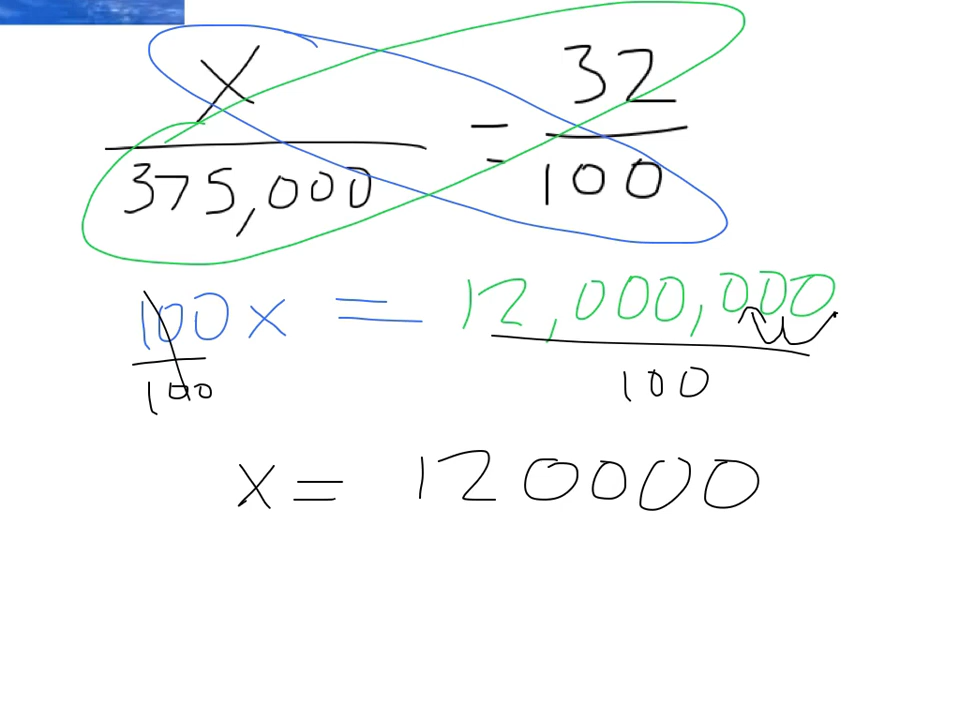 x/375,000 = 32/100
100x/100 = 12,000,000/100
x = 120000